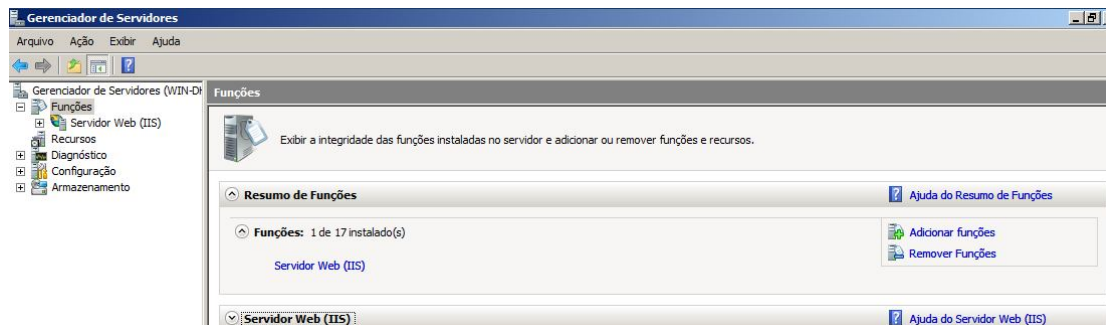 Gerenciador de Servidores
Arquivo Ação Exibir Ajuda
Gerenciador de Servidores (WIN-DH
Funções
Servidor Web (IIS)
Recursos
Diagnóstico
Configuração
Armazenamento
Funções
Exibir a integridade das funções instaladas no servidor e adicionar ou remover funções e recursos.
Resumo de Funções
Ajuda do Resumo de Funções
Funções: 1 de 17 instalado(s)
Adicionar funções
Remover Funções
Servidor Web (IIS)
Servidor Web (IIS)
Ajuda do Servidor Web (IIS)